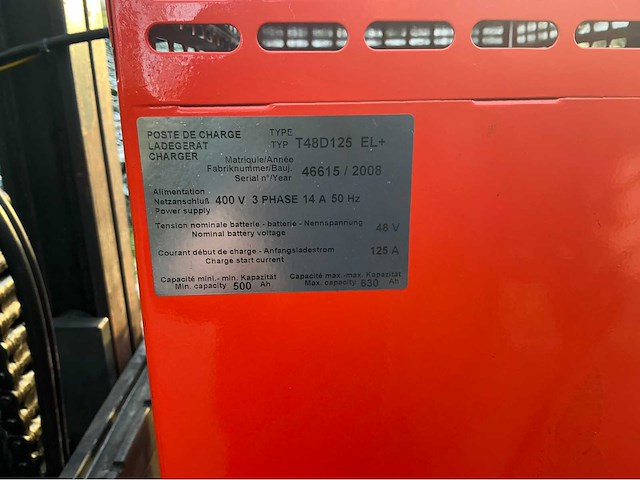 POSTE DE CHARGE TYPE
LADEGERÄT TYP T48D125 EL+
CHARGER
Matricule/Année
Fabriknummer/Bauj. 46615 / 2008
Serial n°/Year
Alimentation
Netzanschluß 400 V 3 PHASE 14 A 50 Hz
Power supply
Tension nominale batterie - batterie - Nennspannung
Nominal battery voltage 48 V
Courant début de charge - Anfangsladestrom 125 A
Charge start current
Capacité mini.- min. Kapazität Capacité max.-max. Kapazität
Min. capacity 500 Ah Max. capacity 630 Ah